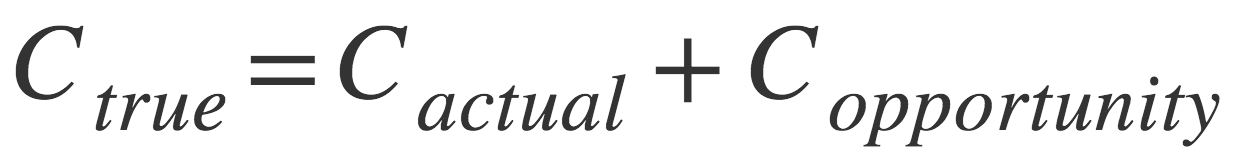 C_true = C_actual + C_opportunity